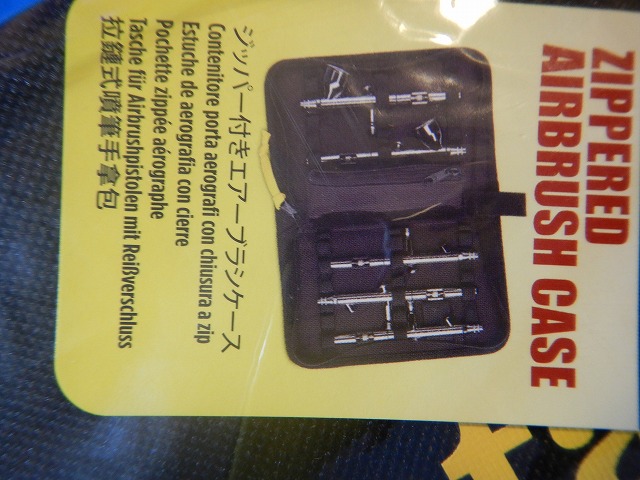 ZIPPERED
AIRBRUSH CASE
ジッパー付きエアーブラシケース
Contenitore porta aerografi con chiusura a zip
Estuche de aerografía con cierre
Pochette zippée aérographe
Tasche für Airbrushpistolen mit Reißverschluss
拉鏈式噴筆手拿包